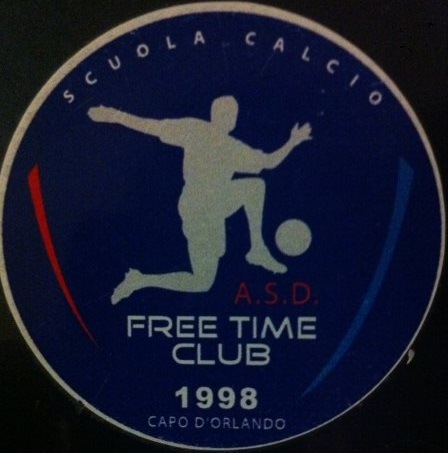 SCUOLA CALCIO
A.S.D.
FREE TIME
CLUB
1998
CAPO D'ORLANDO